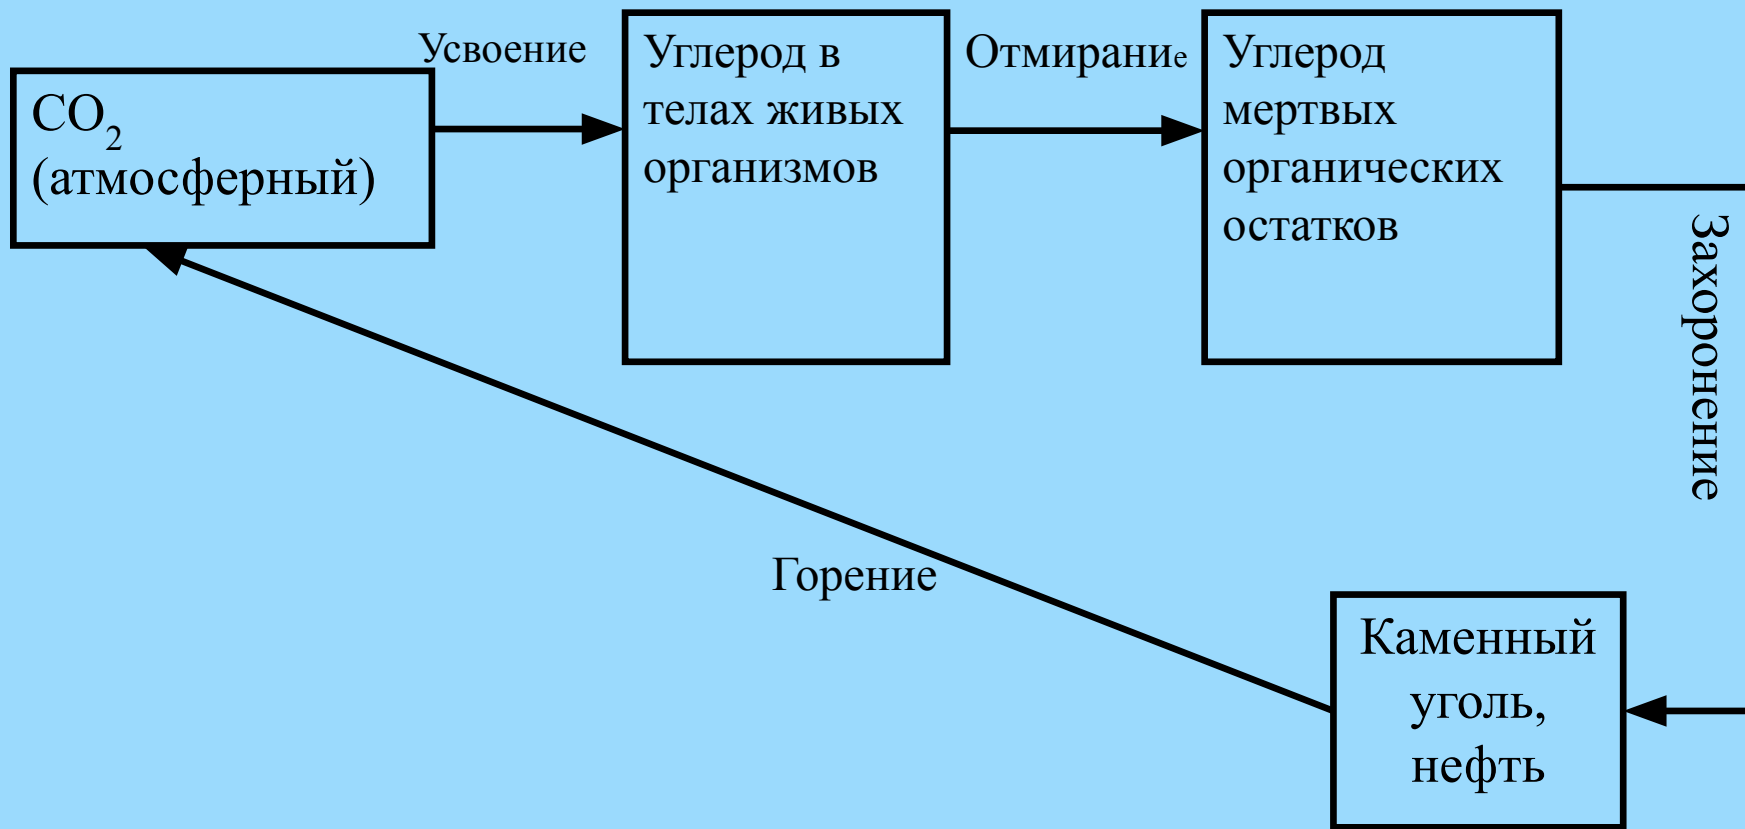 CO₂
(атмосферный)
Усвоение
Углерод в
телах живых
организмов
Отмирание
Углерод
мертвых
органических
остатков
Захоронение
Каменный
уголь,
нефть
Горение